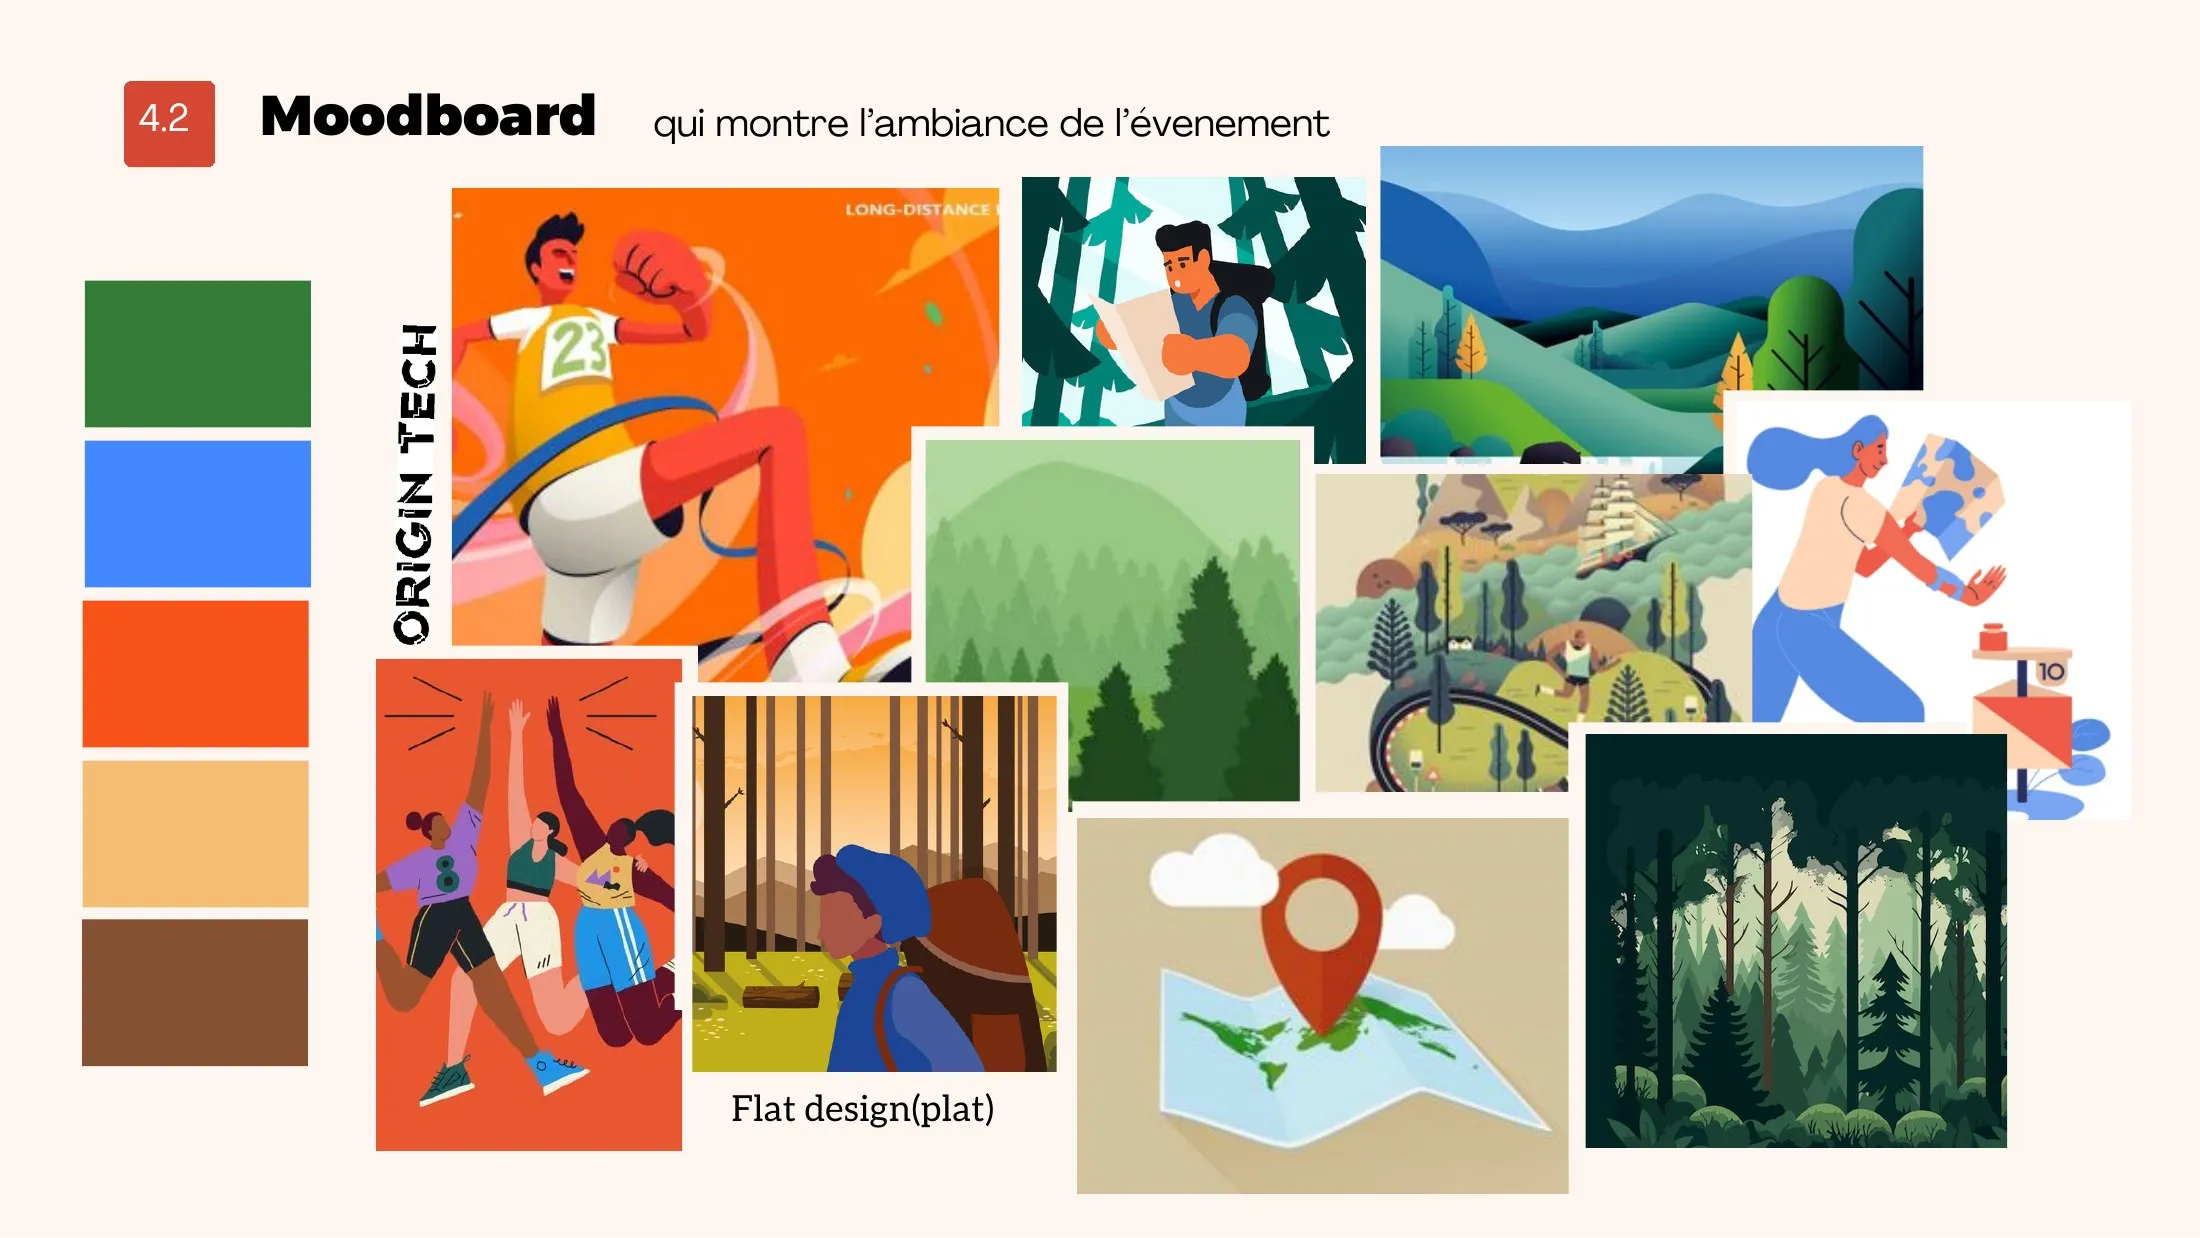 4.2
Moodboard qui montre l’ambiance de l’évenement
LONG-DISTANCE
23
ORIGIN TECH
10
8
Flat design(plat)